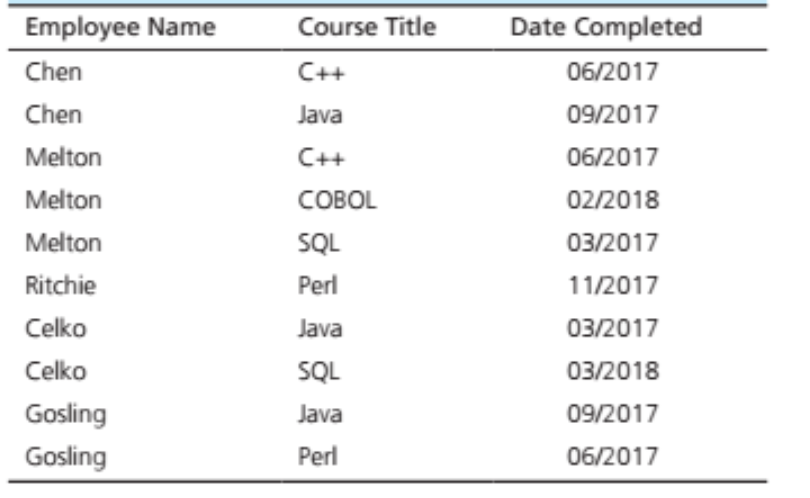 Employee Name Course Title Date Completed
Chen C++ 06/2017
Chen Java 09/2017
Melton C++ 06/2017
Melton COBOL 02/2018
Melton SQL 03/2017
Ritchie Perl 11/2017
Celko Java 03/2017
Celko SQL 03/2018
Gosling Java 09/2017
Gosling Perl 06/2017